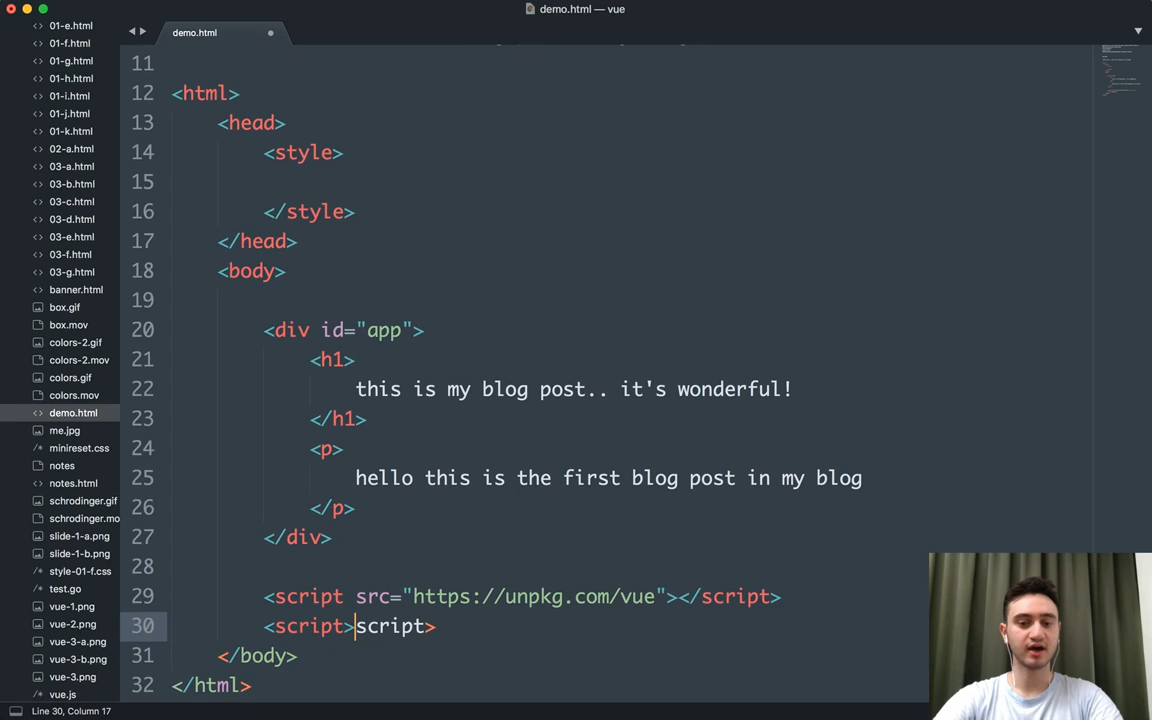 demo.html — vue
demo.html
01-e.html
01-f.html
01-g.html
01-h.html
01-i.html
01-j.html
01-k.html
02-a.html
03-a.html
03-b.html
03-c.html
03-d.html
03-e.html
03-f.html
03-g.html
banner.html
box.gif
box.mov
colors-2.gif
colors-2.mov
colors.gif
colors.mov
demo.html
me.jpg
minireset.css
notes
notes.html
schrodinger.gif
schrodinger.mo
slide-1-a.png
slide-1-b.png
style-01-f.css
test.go
vue-1.png
vue-2.png
vue-3-a.png
vue-3-b.png
vue-3.png
vue.js
11
12 <html>
13 <head>
14 <style>
15
16 </style>
17 </head>
18 <body>
19
20 <div id="app">
21 <h1>
22 this is my blog post.. it's wonderful!
23 </h1>
24 <p>
25 hello this is the first blog post in my blog
26 </p>
27 </div>
28
29 <script src="https://unpkg.com/vue"></script>
30 <script>script>
31 </body>
32 </html>
Line 30, Column 17